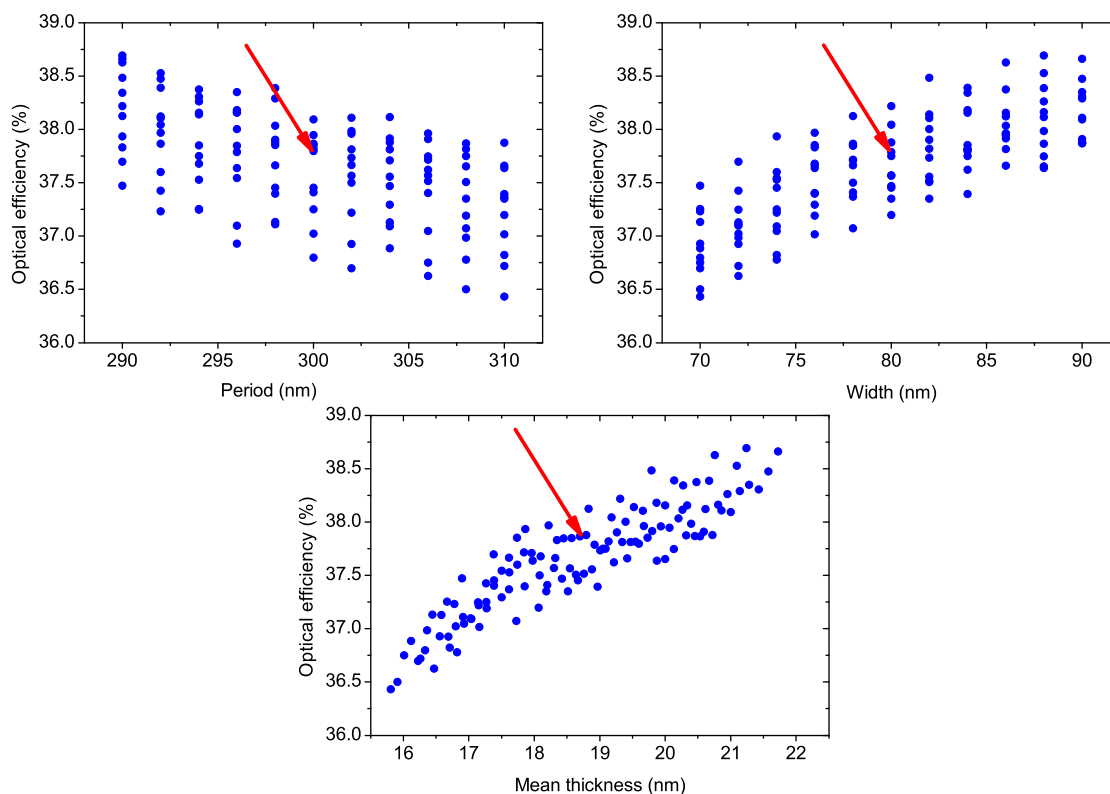 39.0
38.5
38.0
37.5
37.0
36.5
36.0
Optical efficiency (%)
290 295 300 305 310
Period (nm)
39.0
38.5
38.0
37.5
37.0
36.5
36.0
Optical efficiency (%)
70 75 80 85 90
Width (nm)
39.0
38.5
38.0
37.5
37.0
36.5
36.0
Optical efficiency (%)
16 17 18 19 20 21 22
Mean thickness (nm)